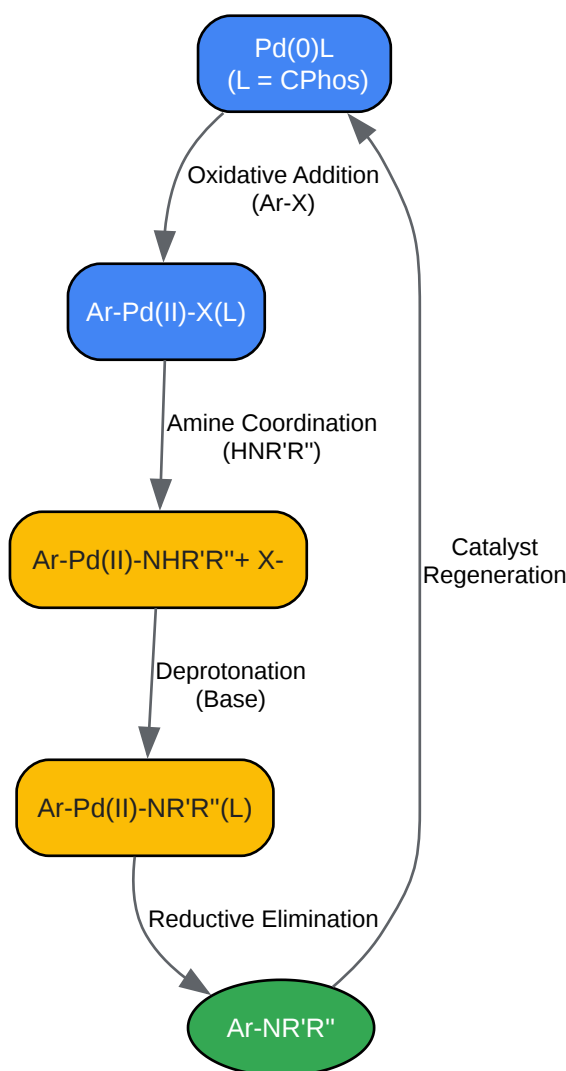 Pd(0)L
(L = CPhos)
Oxidative Addition
(Ar-X)
Ar-Pd(II)-X(L)
Amine Coordination
(HNR'R")
Ar-Pd(II)-NHR'R"+ X-
Catalyst
Regeneration
Deprotonation
(Base)
Ar-Pd(II)-NR'R"(L)
Reductive Elimination
Ar-NR'R"